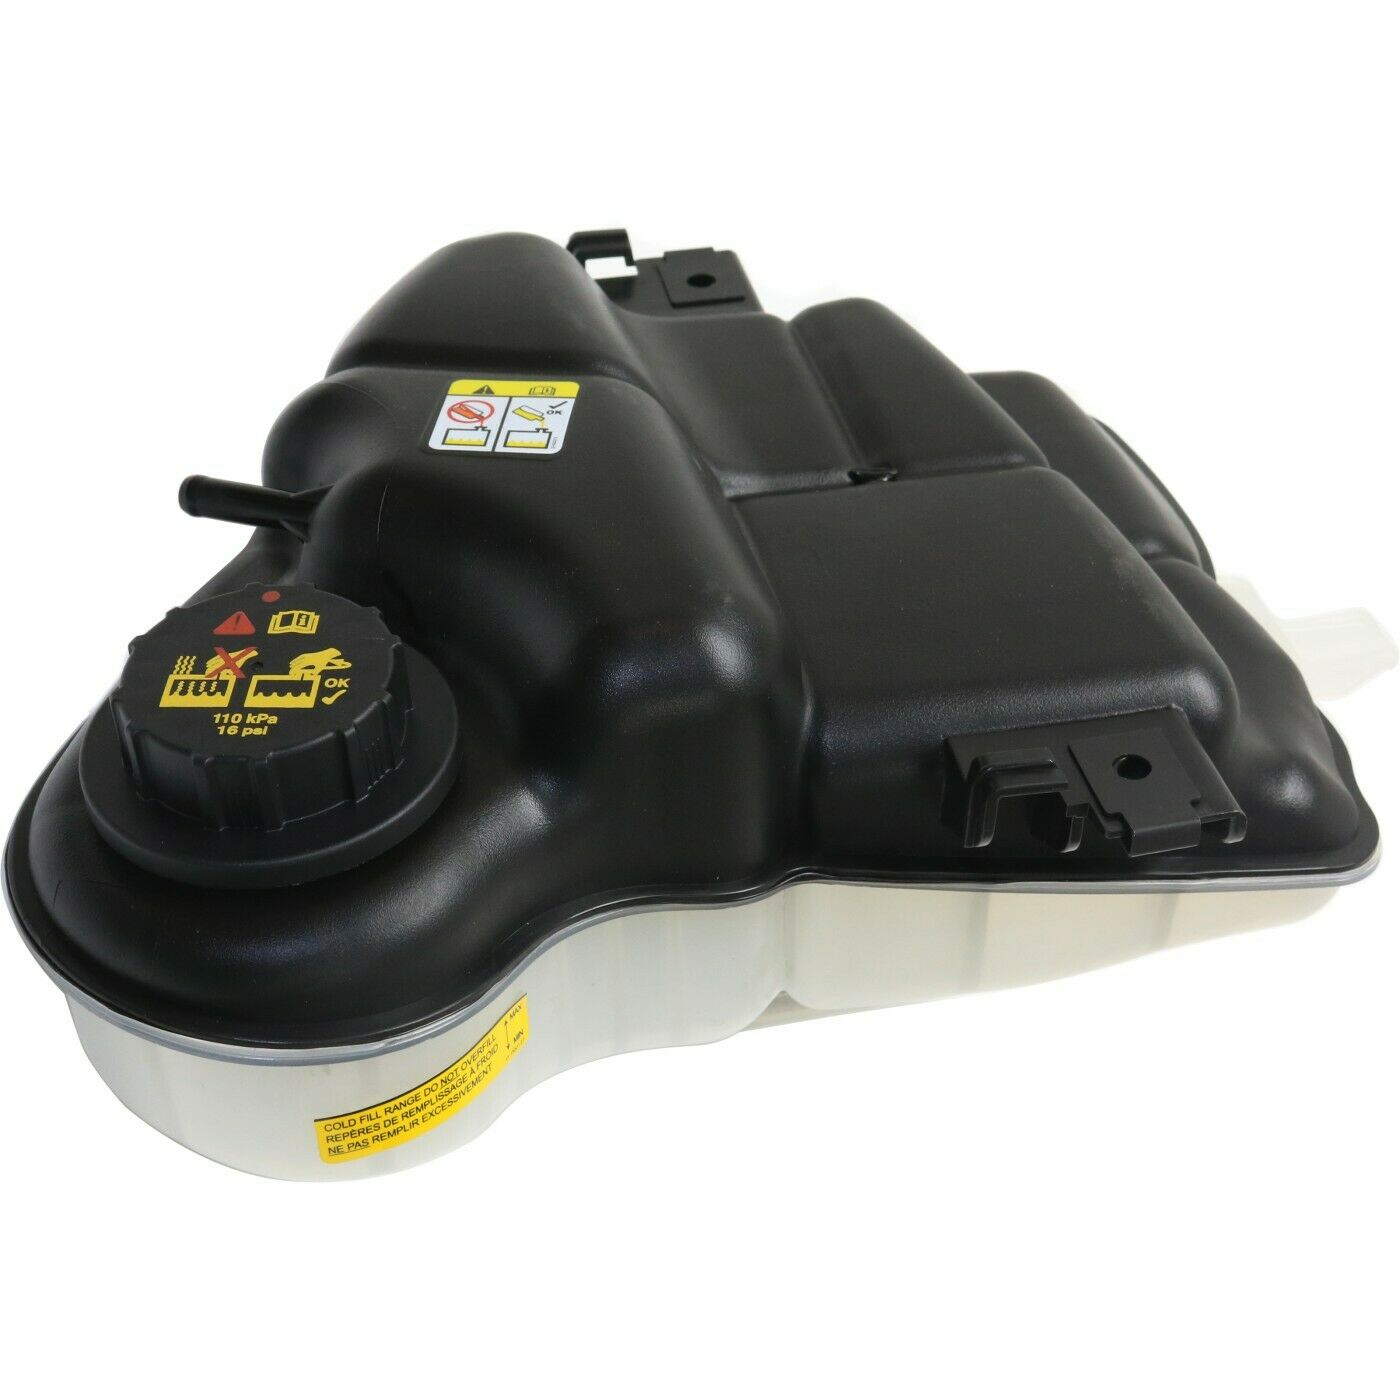 OK
OK
110 kPa
16 psi
MAX
MIN
COLD FILL RANGE DO NOT OVERFILL
REPÈRES DE REMPLISSAGE À FROID
NE PAS REMPLIR EXCESSIVEMENT